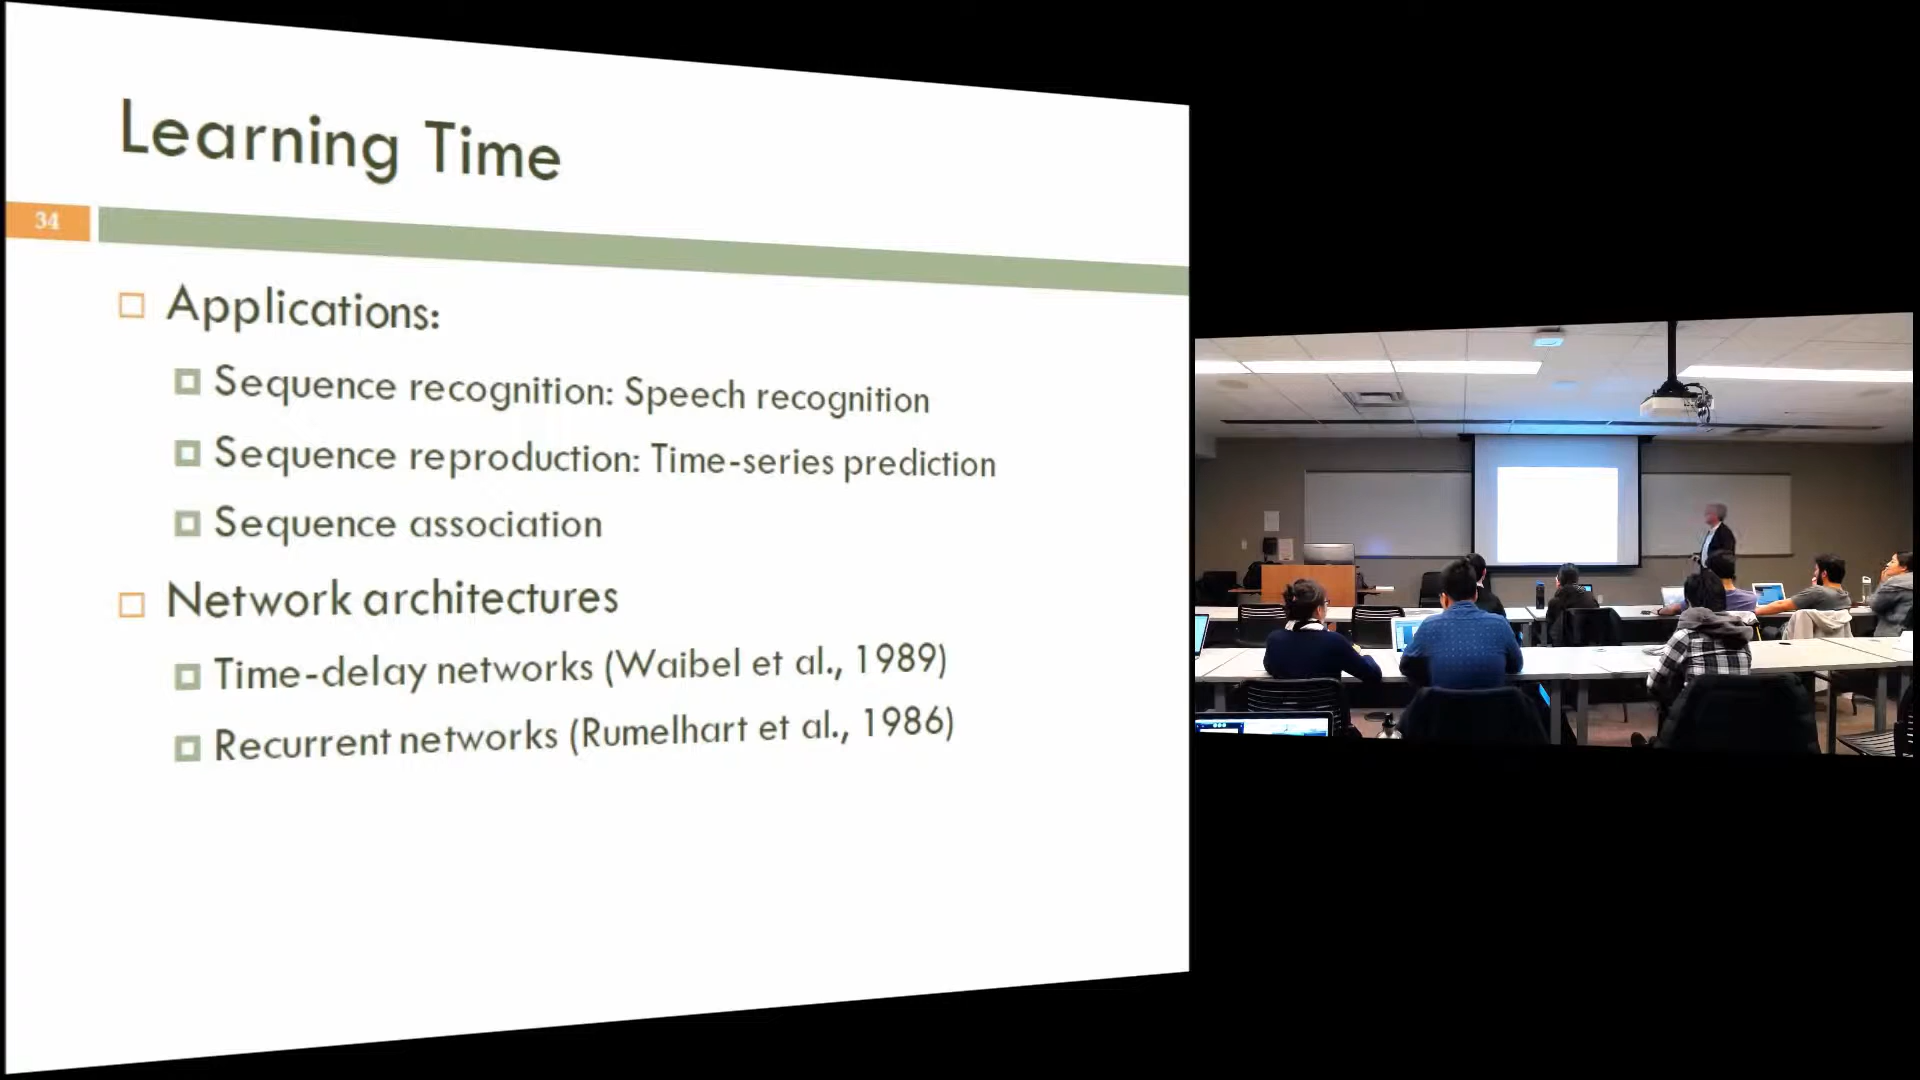 Learning Time
34
Applications:
Sequence recognition: Speech recognition
Sequence reproduction: Time-series prediction
Sequence association
Network architectures
Time-delay networks (Waibel et al., 1989)
Recurrent networks (Rumelhart et al., 1986)